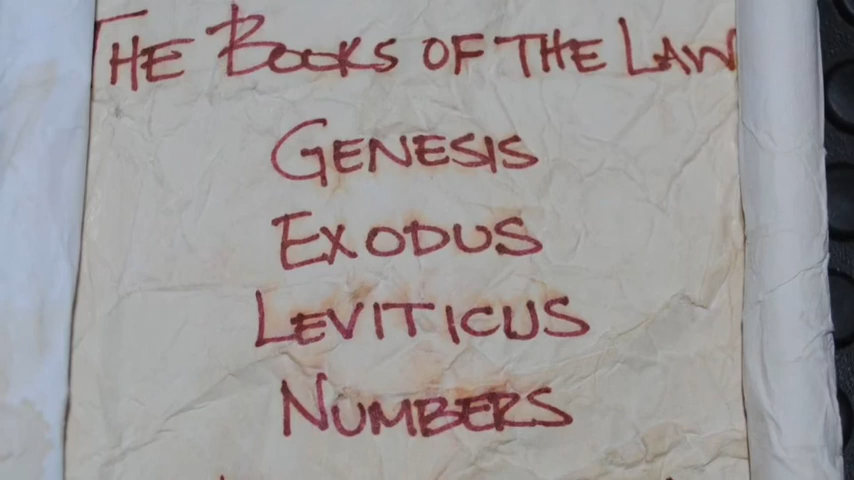 The Books of the Law
Genesis
Exodus
Leviticus
Numbers